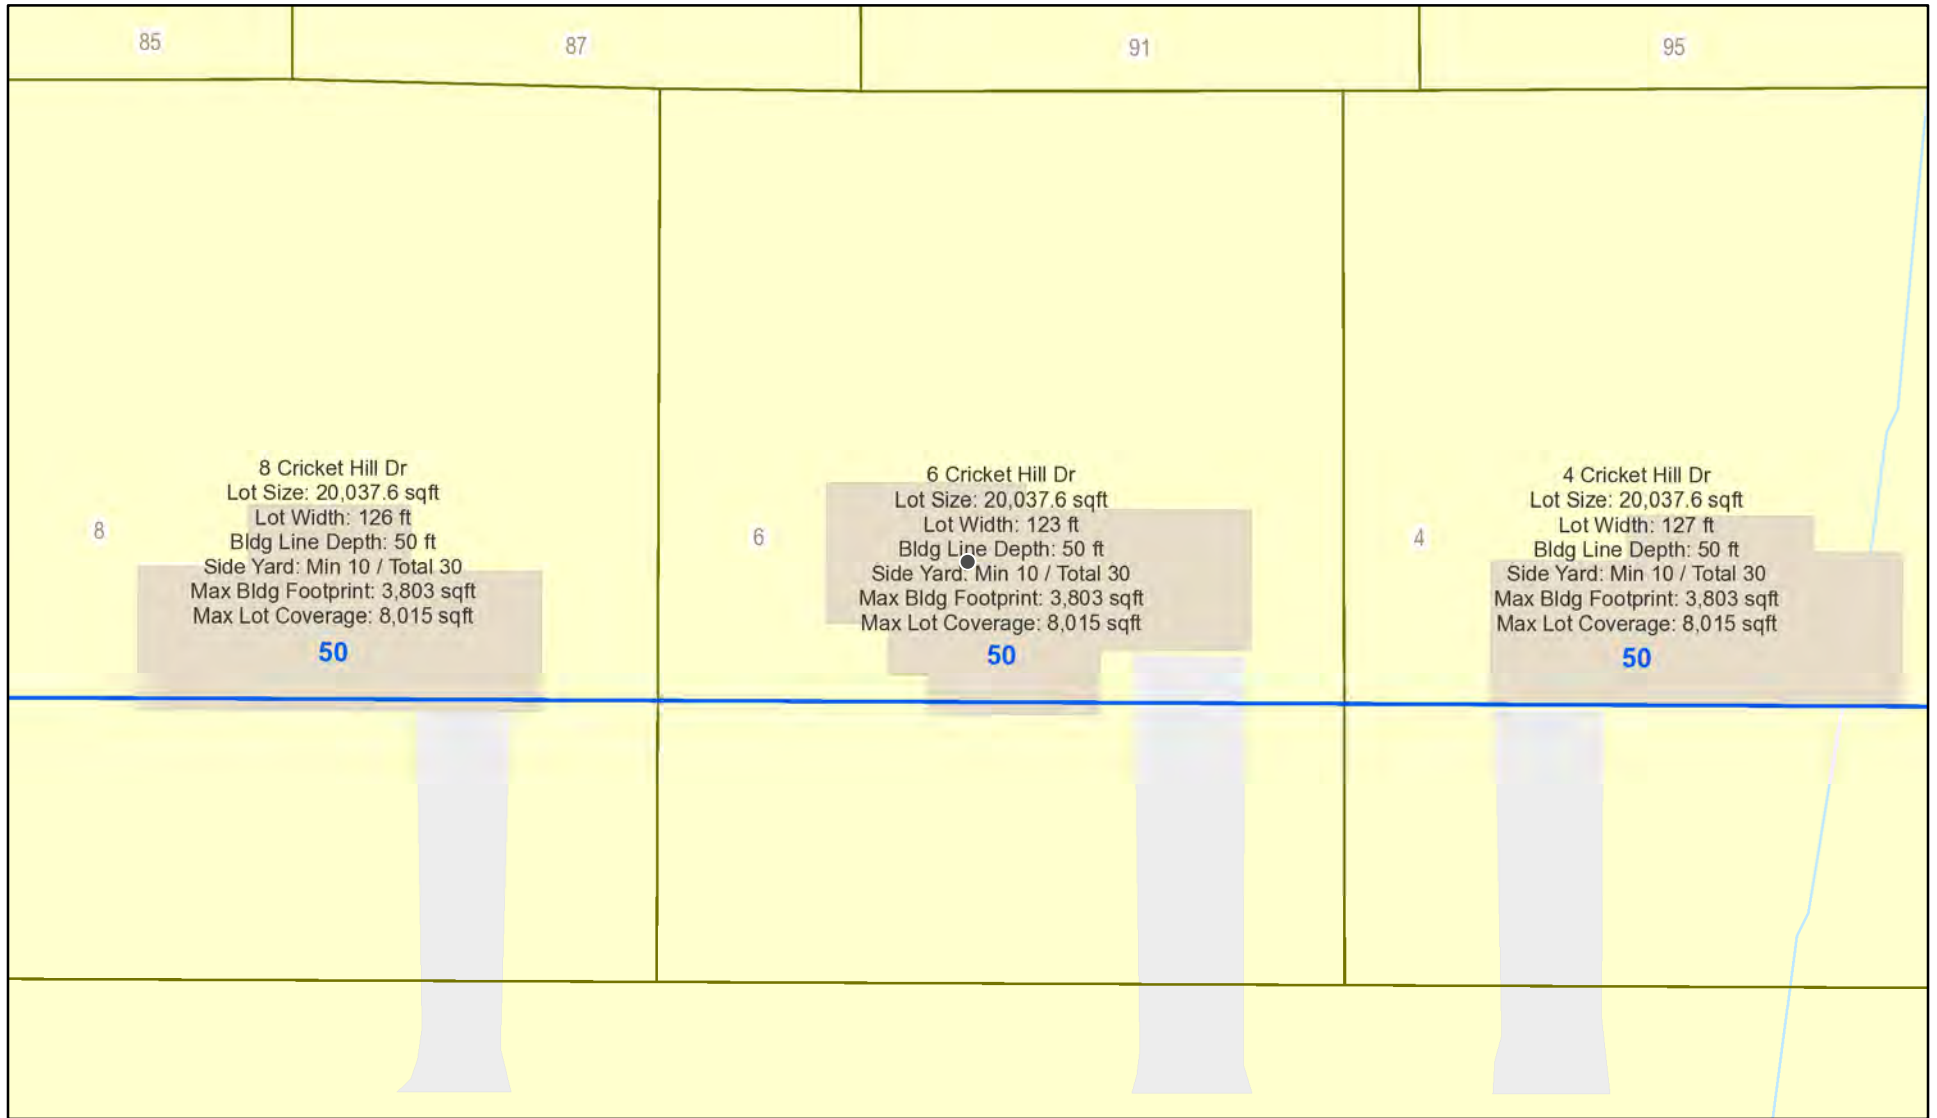 85
87
91
95
8 Cricket Hill Dr
Lot Size: 20,037.6 sqft
Lot Width: 126 ft
Bldg Line Depth: 50 ft
Side Yard: Min 10 / Total 30
Max Bldg Footprint: 3,803 sqft
Max Lot Coverage: 8,015 sqft
50
8
6 Cricket Hill Dr
Lot Size: 20,037.6 sqft
Lot Width: 123 ft
Bldg Line Depth: 50 ft
Side Yard: Min 10 / Total 30
Max Bldg Footprint: 3,803 sqft
Max Lot Coverage: 8,015 sqft
50
6
4 Cricket Hill Dr
Lot Size: 20,037.6 sqft
Lot Width: 127 ft
Bldg Line Depth: 50 ft
Side Yard: Min 10 / Total 30
Max Bldg Footprint: 3,803 sqft
Max Lot Coverage: 8,015 sqft
50
4